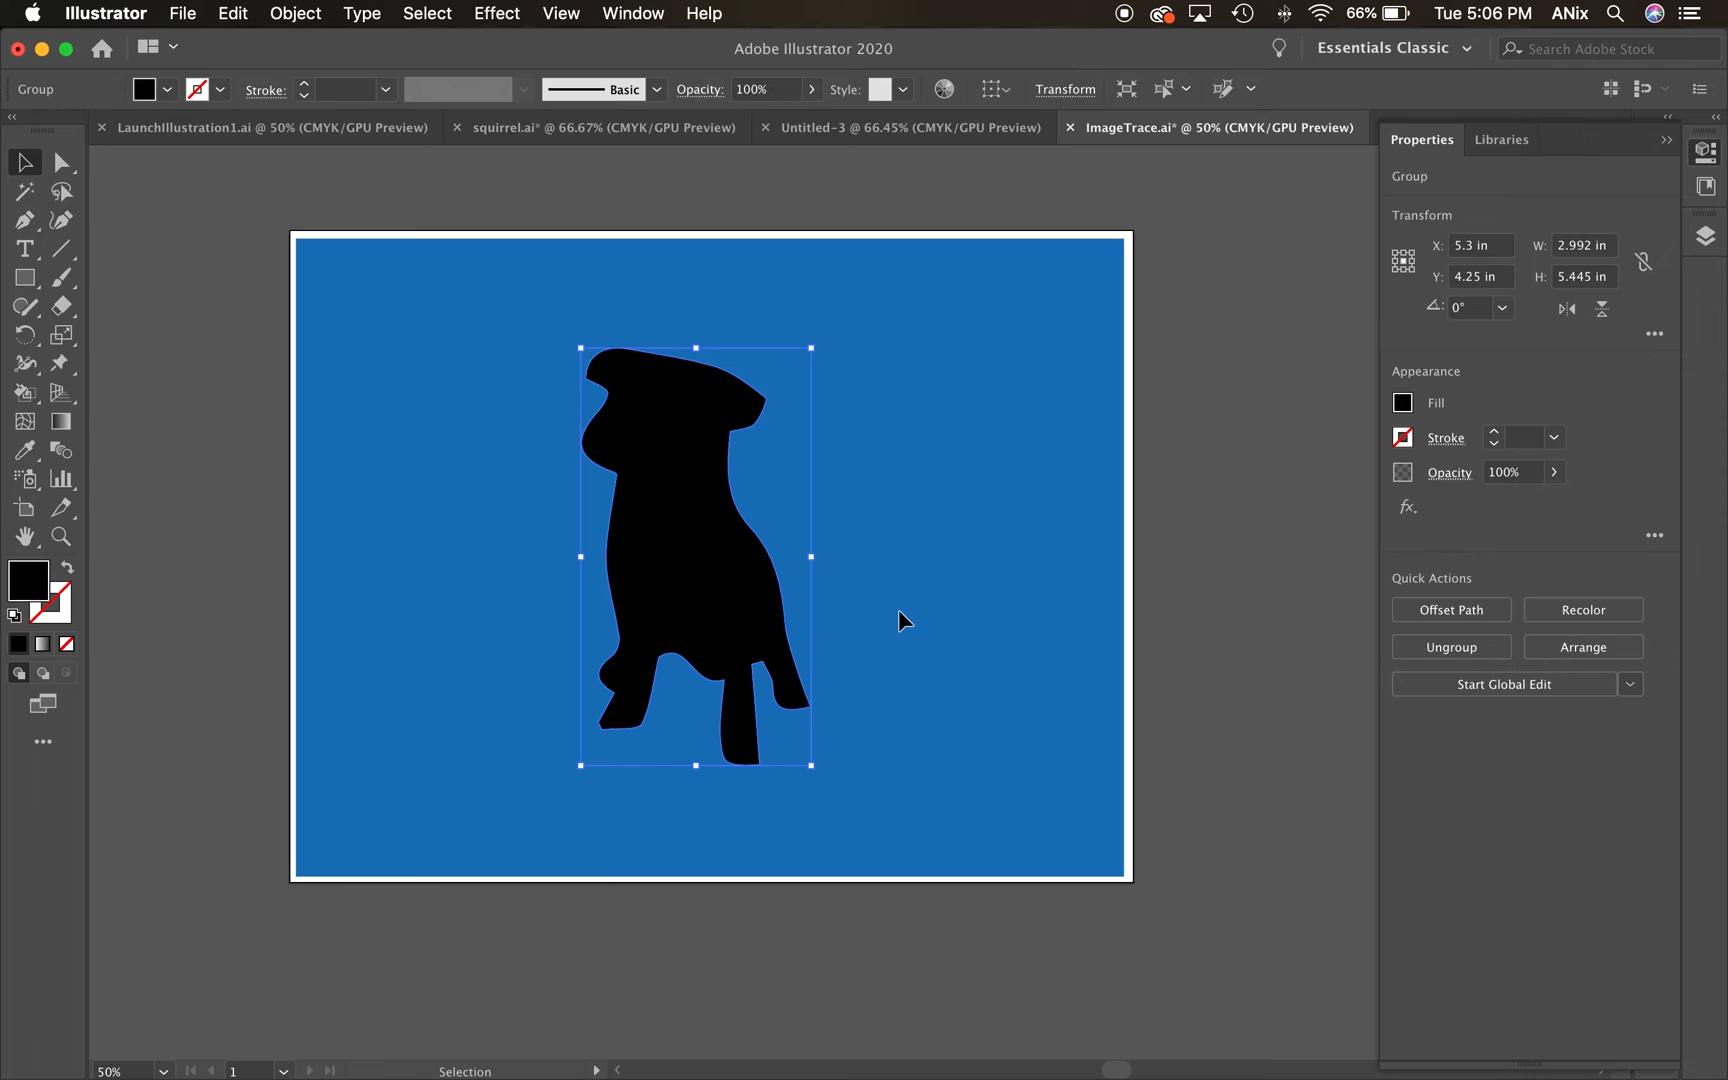 Illustrator File Edit Object Type Select Effect View Window Help 66% Tue 5:06 PM ANix
Adobe Illustrator 2020 Essentials Classic Search Adobe Stock
Group Stroke: Basic Opacity: 100% Style: Transform
LaunchIllustration1.ai @ 50% (CMYK/GPU Preview) squirrel.ai* @ 66.67% (CMYK/GPU Preview) Untitled-3 @ 66.45% (CMYK/GPU Preview) ImageTrace.ai* @ 50% (CMYK/GPU Preview)
Properties Libraries
Group
Transform
X: 5.3 in W: 2.992 in
Y: 4.25 in H: 5.445 in
0°
Appearance
Fill
Stroke
Opacity 100%
fx.
Quick Actions
Offset Path Recolor
Ungroup Arrange
Start Global Edit
50% 1 Selection